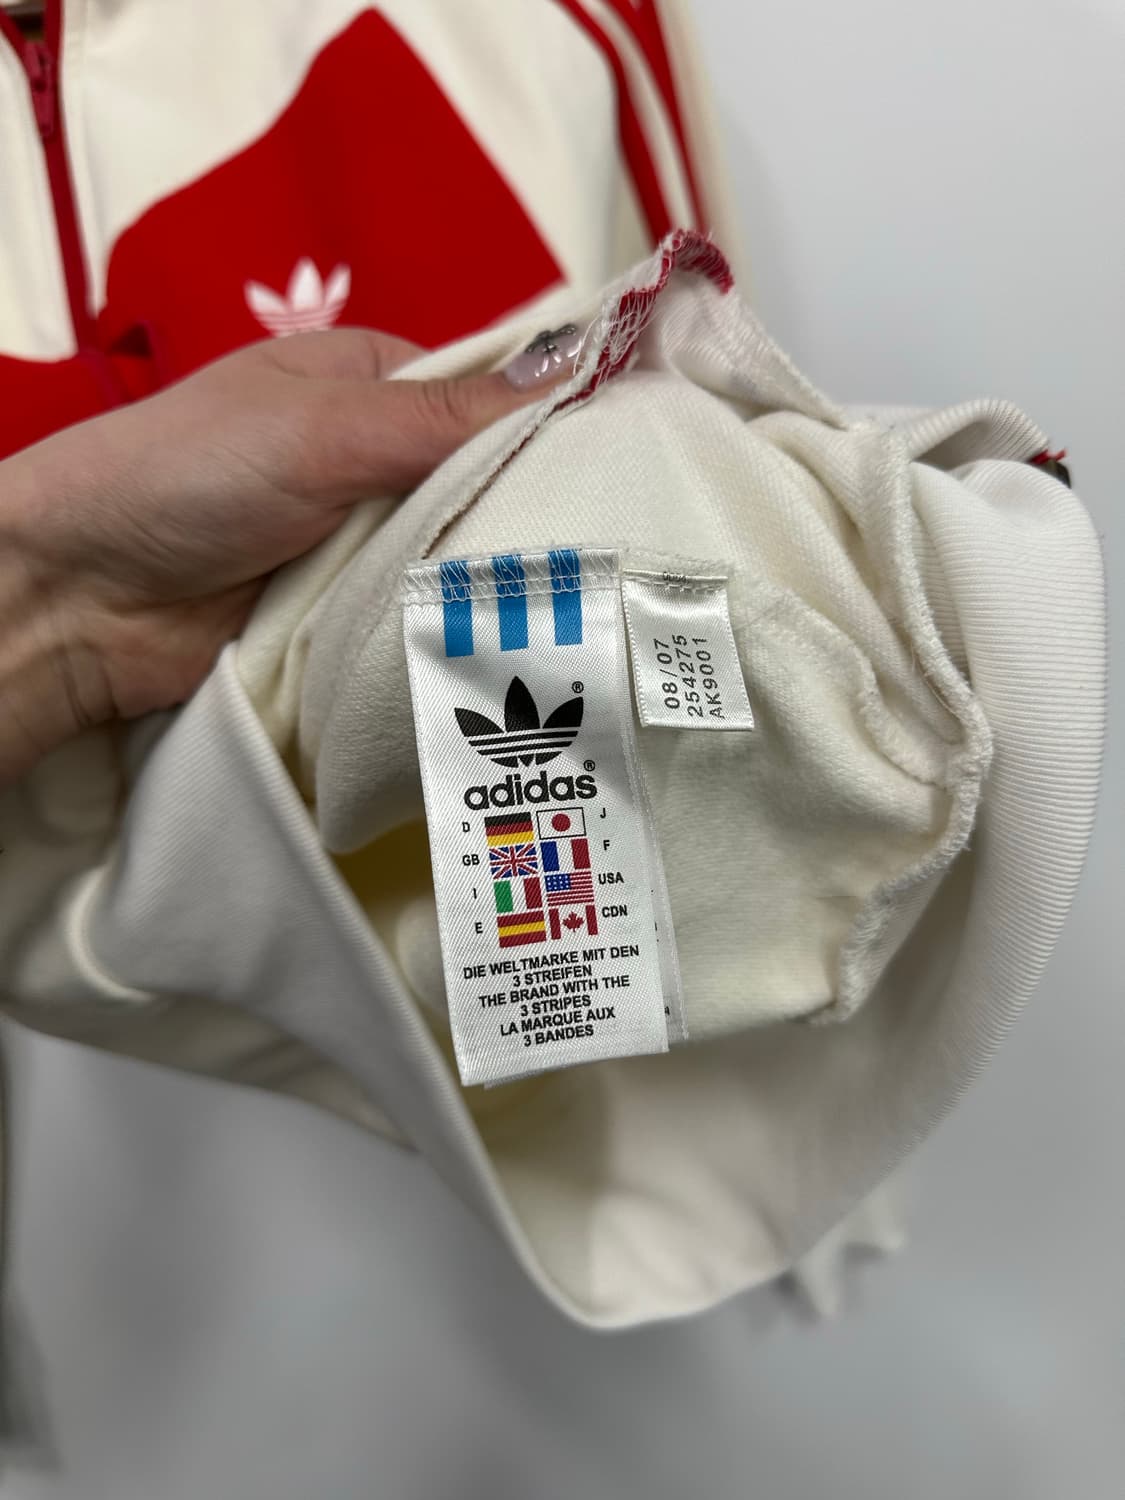 adidas®
D
J
GB
F
I
USA
E
CDN
DIE WELTMARKE MIT DEN
3 STREIFEN
THE BRAND WITH THE
3 STRIPES
LA MARQUE AUX
3 BANDES
08/07
254275
AK9001